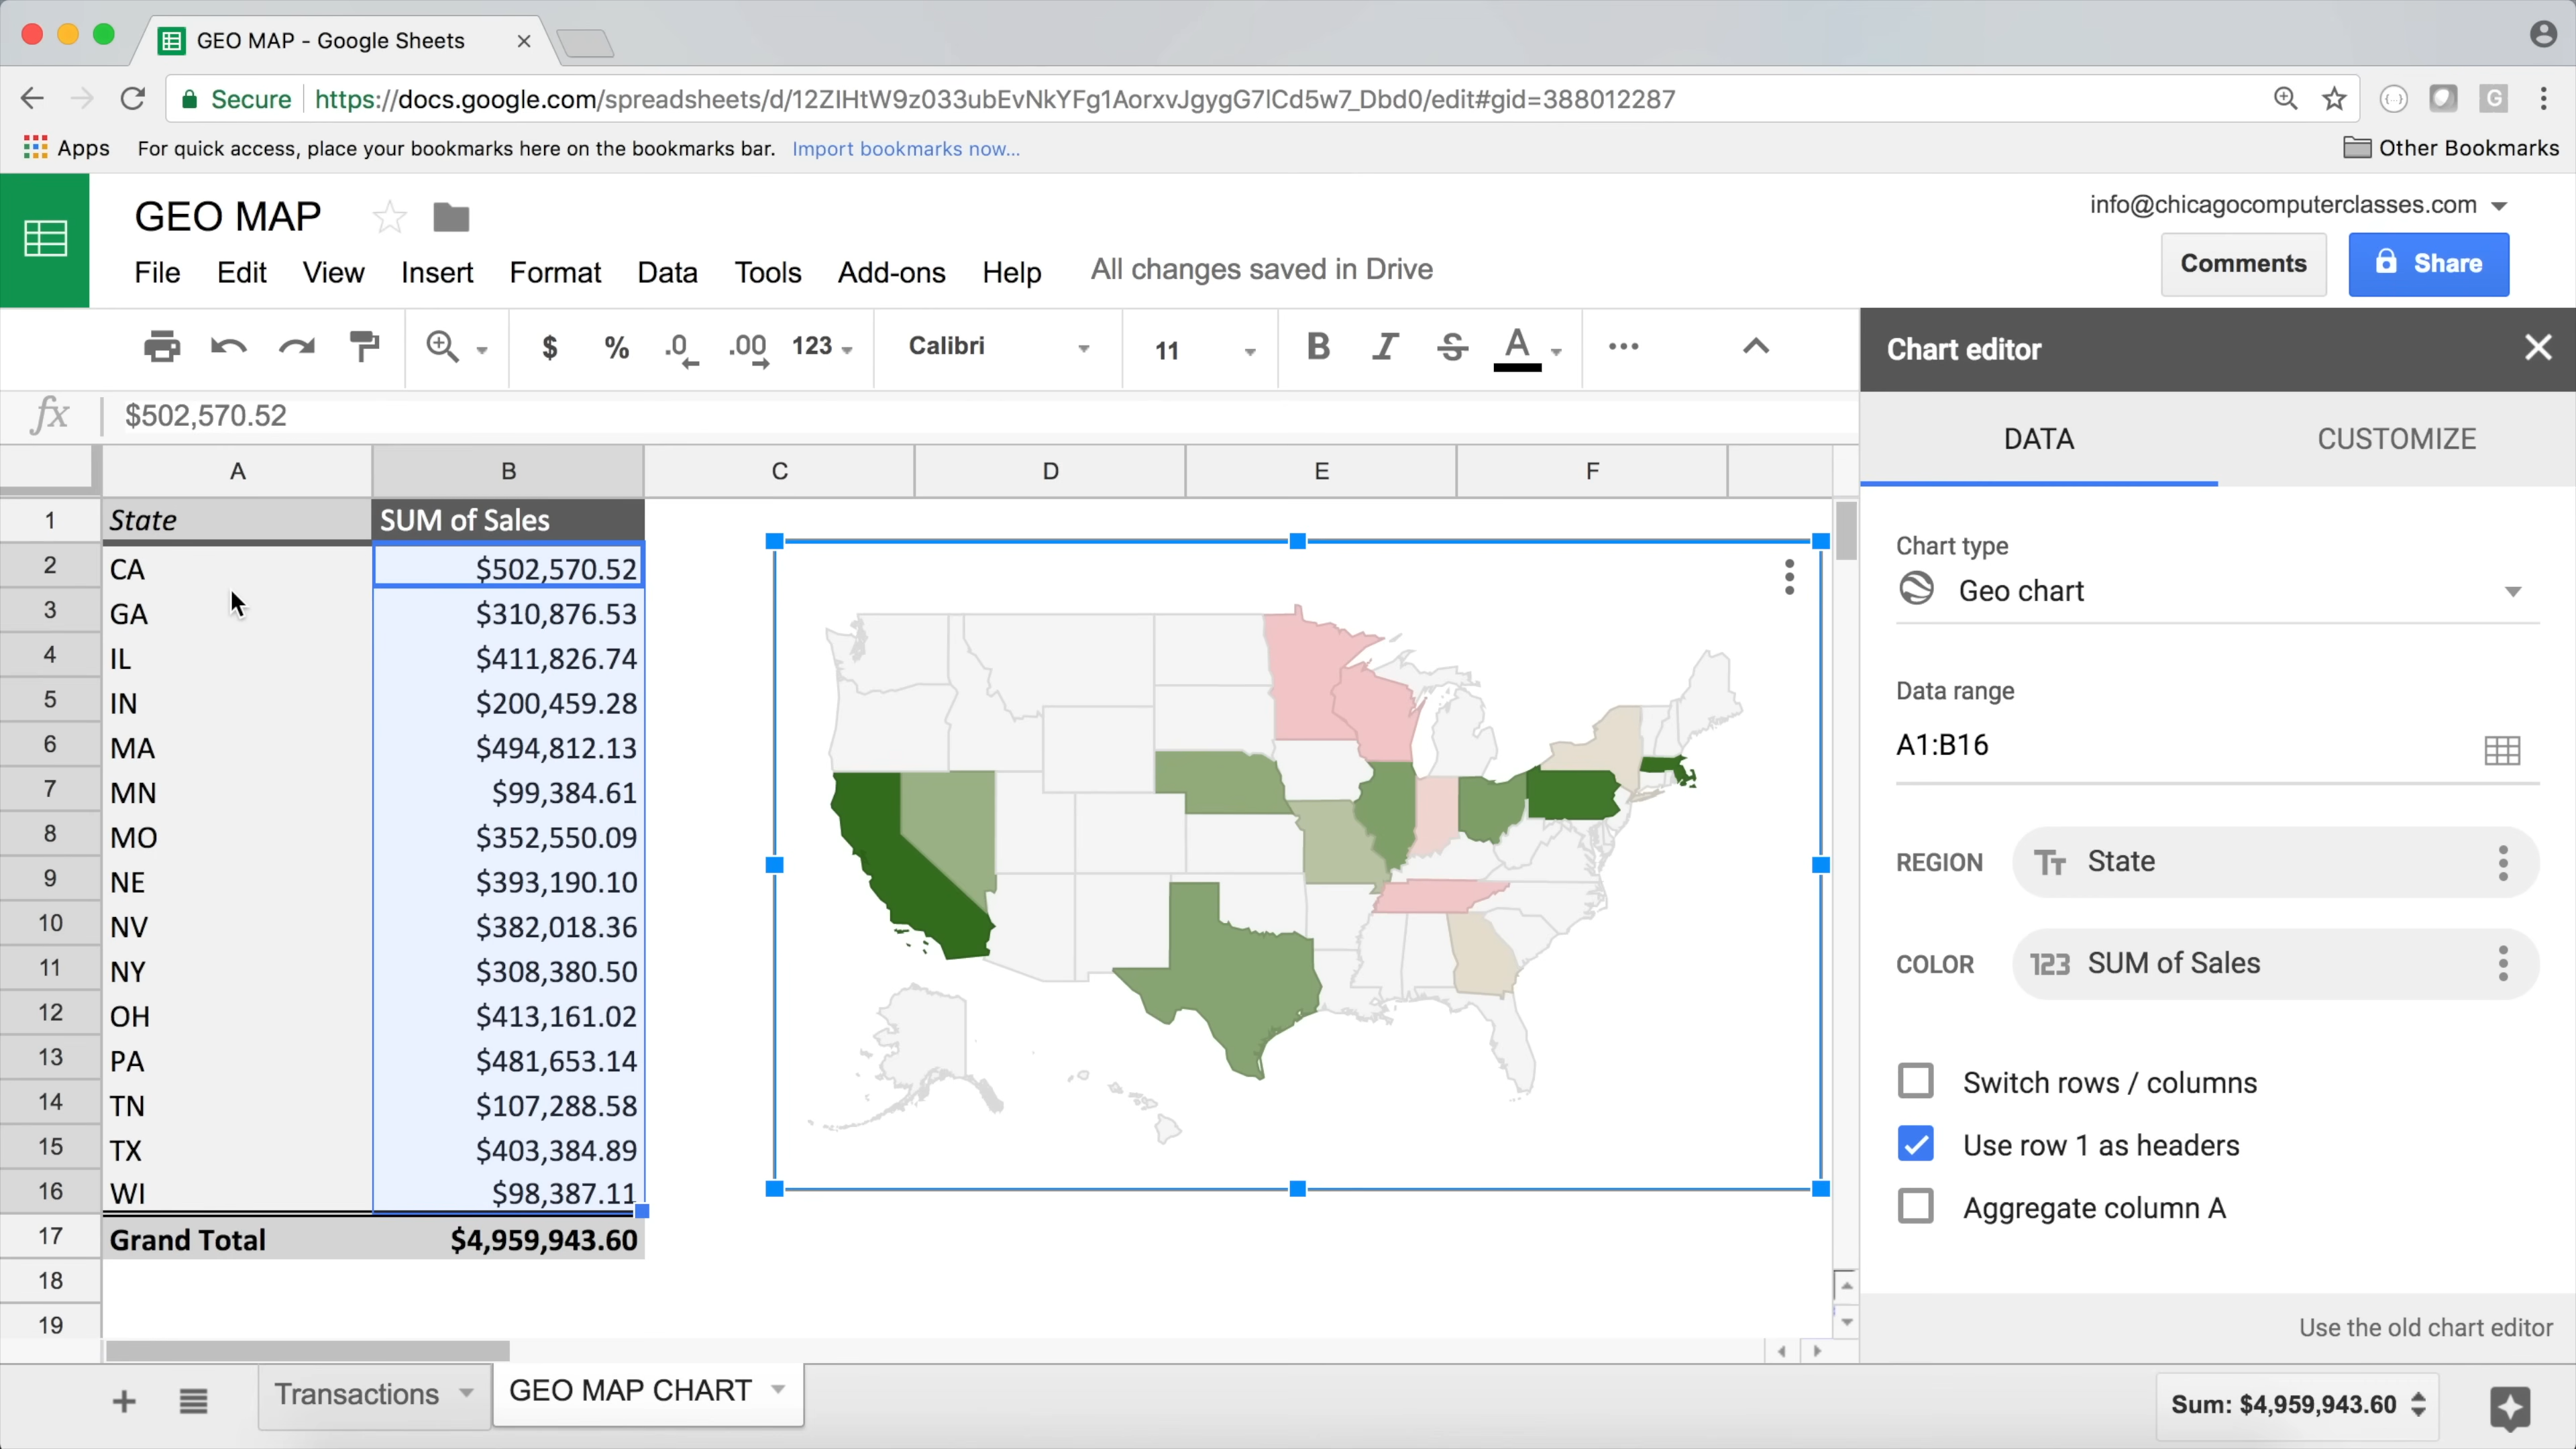 GEO MAP - Google Sheets
Secure https://docs.google.com/spreadsheets/d/12ZIHtW9z033ubEvNkYFg1AorxvJgygG7lCd5w7_Dbd0/edit#gid=388012287
Apps For quick access, place your bookmarks here on the bookmarks bar. Import bookmarks now... Other Bookmarks
GEO MAP info@chicagocomputerclasses.com
File Edit View Insert Format Data Tools Add-ons Help All changes saved in Drive Comments Share
$ % .0 .00 123 Calibri 11 B I S A
fx $502,570.52
A B C D E F
1 State SUM of Sales
2 CA $502,570.52
3 GA $310,876.53
4 IL $411,826.74
5 IN $200,459.28
6 MA $494,812.13
7 MN $99,384.61
8 MO $352,550.09
9 NE $393,190.10
10 NV $382,018.36
11 NY $308,380.50
12 OH $413,161.02
13 PA $481,653.14
14 TN $107,288.58
15 TX $403,384.89
16 WI $98,387.11
17 Grand Total $4,959,943.60
18
19
Chart editor
DATA CUSTOMIZE
Chart type
Geo chart
Data range
A1:B16
REGION Tт State
COLOR 123 SUM of Sales
Switch rows / columns
Use row 1 as headers
Aggregate column A
Use the old chart editor
Transactions GEO MAP CHART Sum: $4,959,943.60